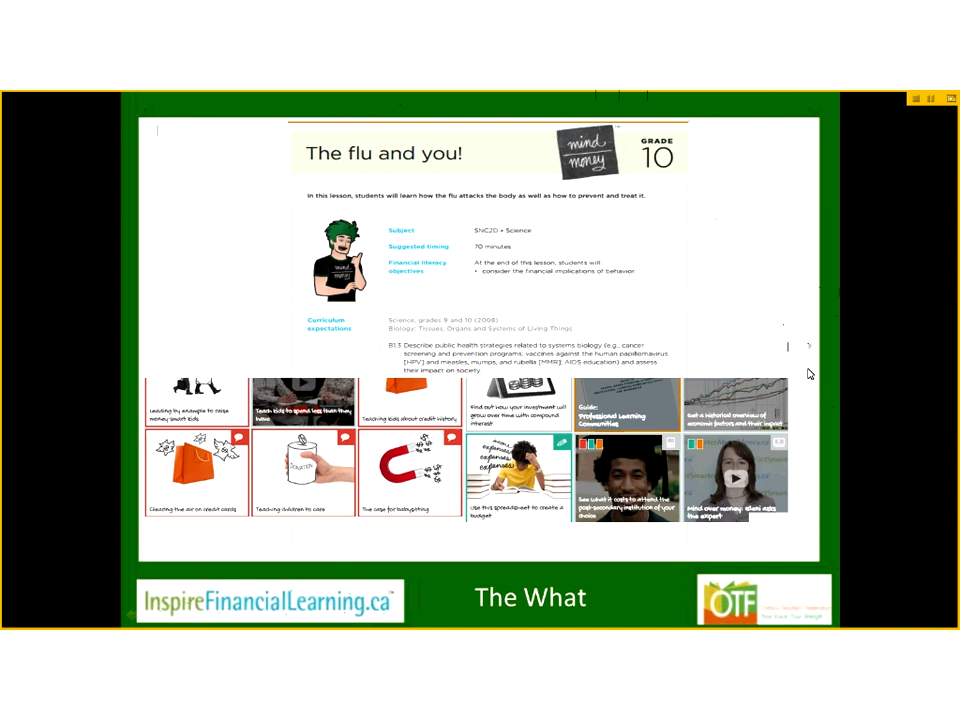 The flu and you!
mind
money
GRADE
10
In this lesson, students will learn how the flu attacks the body as well as how to prevent and treat it.
Subject
SNC2D • Science
Suggested timing
70 minutes
Financial literacy
objectives
At the end of this lesson, students will:
• consider the financial implications of behavior
mind
money
Curriculum
expectations
Science, grades 9 and 10 (2008)
Biology: Tissues, Organs and Systems of Living Things
B1.3 Describe public health strategies related to systems biology (e.g., cancer
screening and prevention programs; vaccines against the human papillomavirus
[HPV] and measles, mumps, and rubella [MMR]; AIDS education) and assess
their impact on society.
Leading by example to raise
money-smart kids
Teach kids to spend less than they
have
Teaching kids about credit history
Find out how your investment will
grow over time with compound
interest
Guide:
Professional Learning
Communities
Get a historical overview of
economic factors and their impact
Clearing the air on credit cards
DONATION
Teaching children to care
The case for babysitting
expenses
expenses
expenses
Use this spreadsheet to create a
budget
See what it costs to attend the
post-secondary institution of your
choice
Mind over money: Eleni asks
the expert
InspireFinancialLearning.ca
The What
OTF